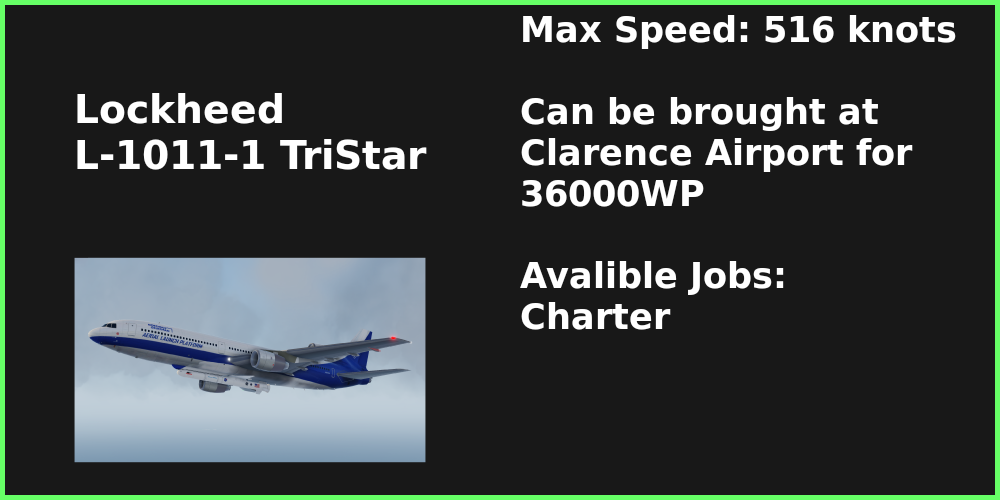 Lockheed
L-1011-1 TriStar
AERIAL LAUNCH PLATFORM
Max Speed: 516 knots
Can be brought at
Clarence Airport for
36000WP
Avalible Jobs:
Charter